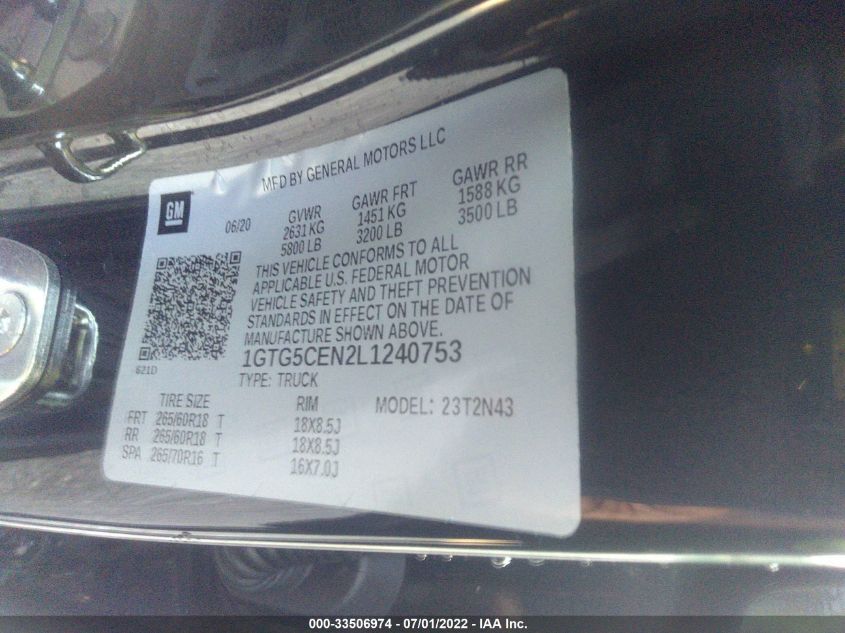 MFD BY GENERAL MOTORS LLC
GM
06/20
GVWR GAWR FRT GAWR RR
2631 KG 1451 KG 1588 KG
5800 LB 3200 LB 3500 LB
THIS VEHICLE CONFORMS TO ALL
APPLICABLE U.S. FEDERAL MOTOR
VEHICLE SAFETY AND THEFT PREVENTION
STANDARDS IN EFFECT ON THE DATE OF
MANUFACTURE SHOWN ABOVE.
621D
1GTG5CEN2L1240753
TYPE: TRUCK
TIRE SIZE RIM MODEL: 23T2N43
FRT 265/60R18 T 18X8.5J
RR 265/60R18 T 18X8.5J
SPA 265/70R16 T 16X7.0J
000-33506974 - 07/01/2022 - IAA Inc.